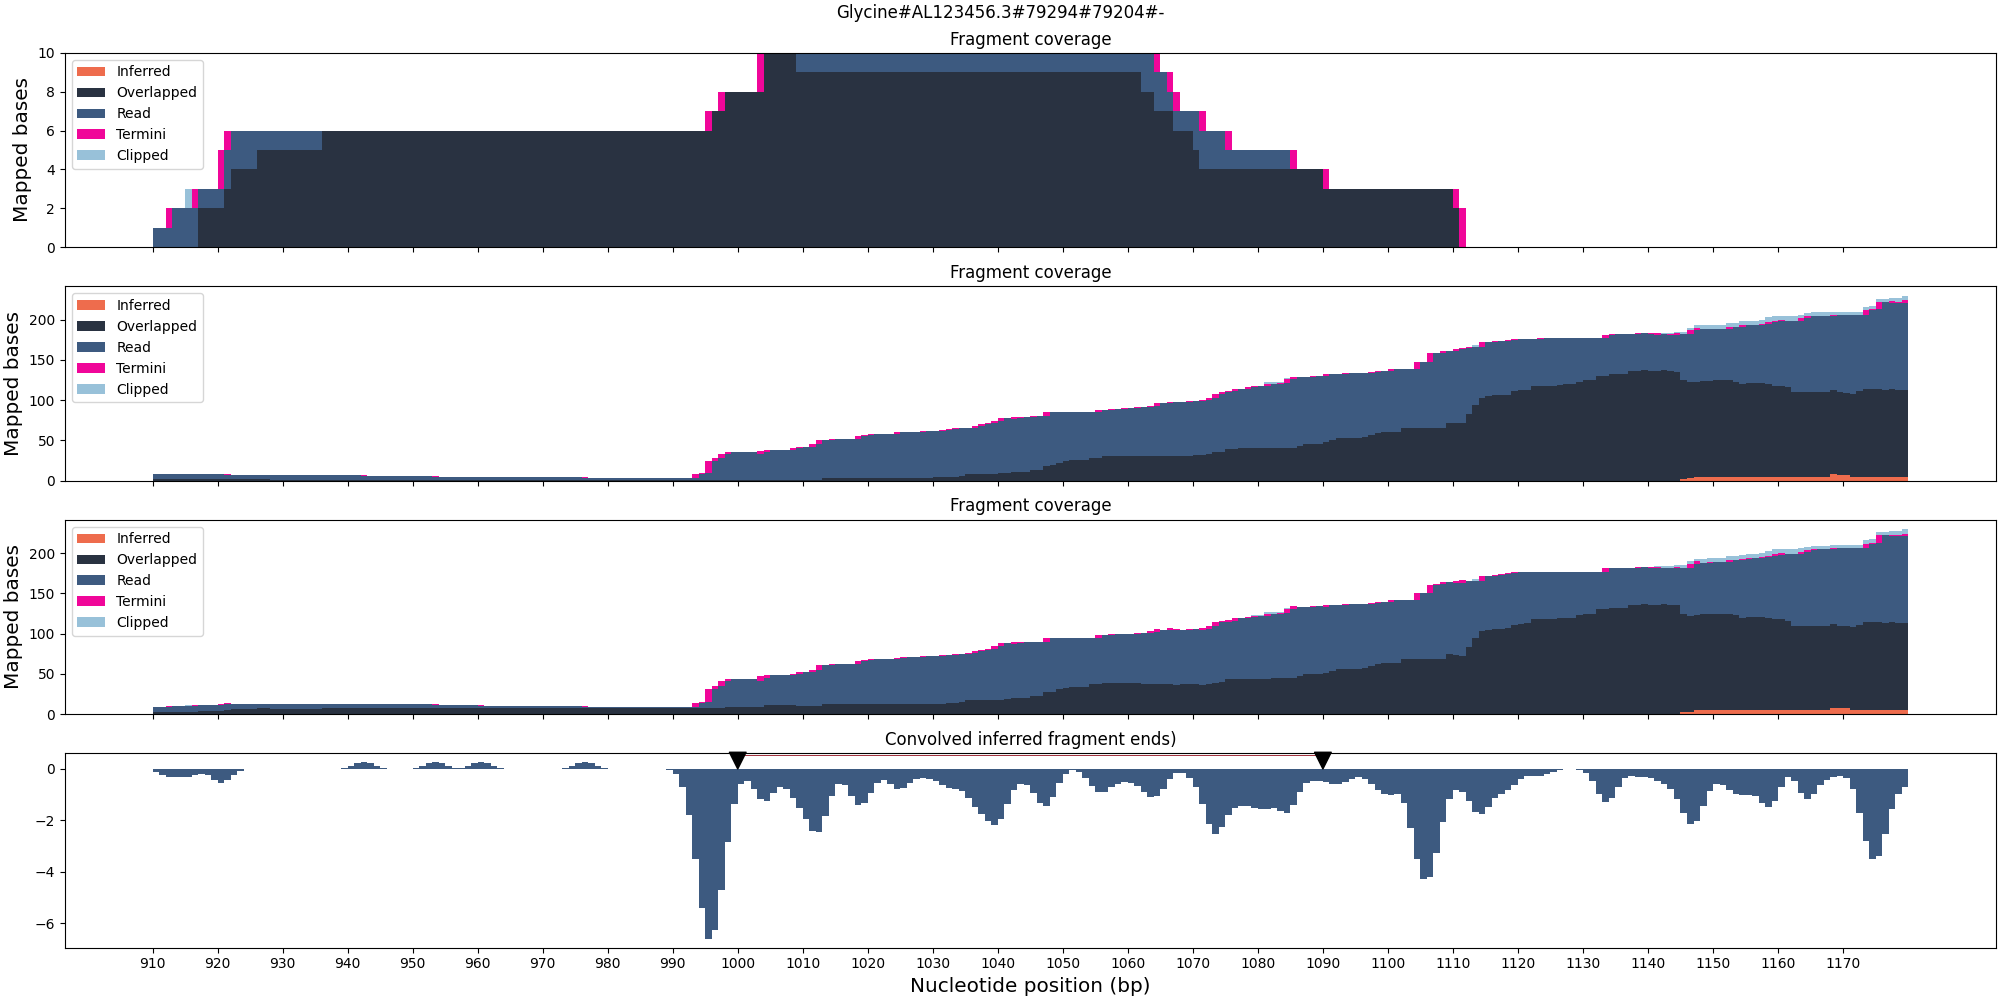 Glycine#AL123456.3#79294#79204#-
Fragment coverage
Mapped bases
10
8
6
4
2
0
Inferred
Overlapped
Read
Termini
Clipped
Fragment coverage
Mapped bases
200
150
100
50
0
Inferred
Overlapped
Read
Termini
Clipped
Fragment coverage
Mapped bases
200
150
100
50
0
Inferred
Overlapped
Read
Termini
Clipped
Convolved inferred fragment ends)
0
−2
−4
−6
910 920 930 940 950 960 970 980 990 1000 1010 1020 1030 1040 1050 1060 1070 1080 1090 1100 1110 1120 1130 1140 1150 1160 1170
Nucleotide position (bp)